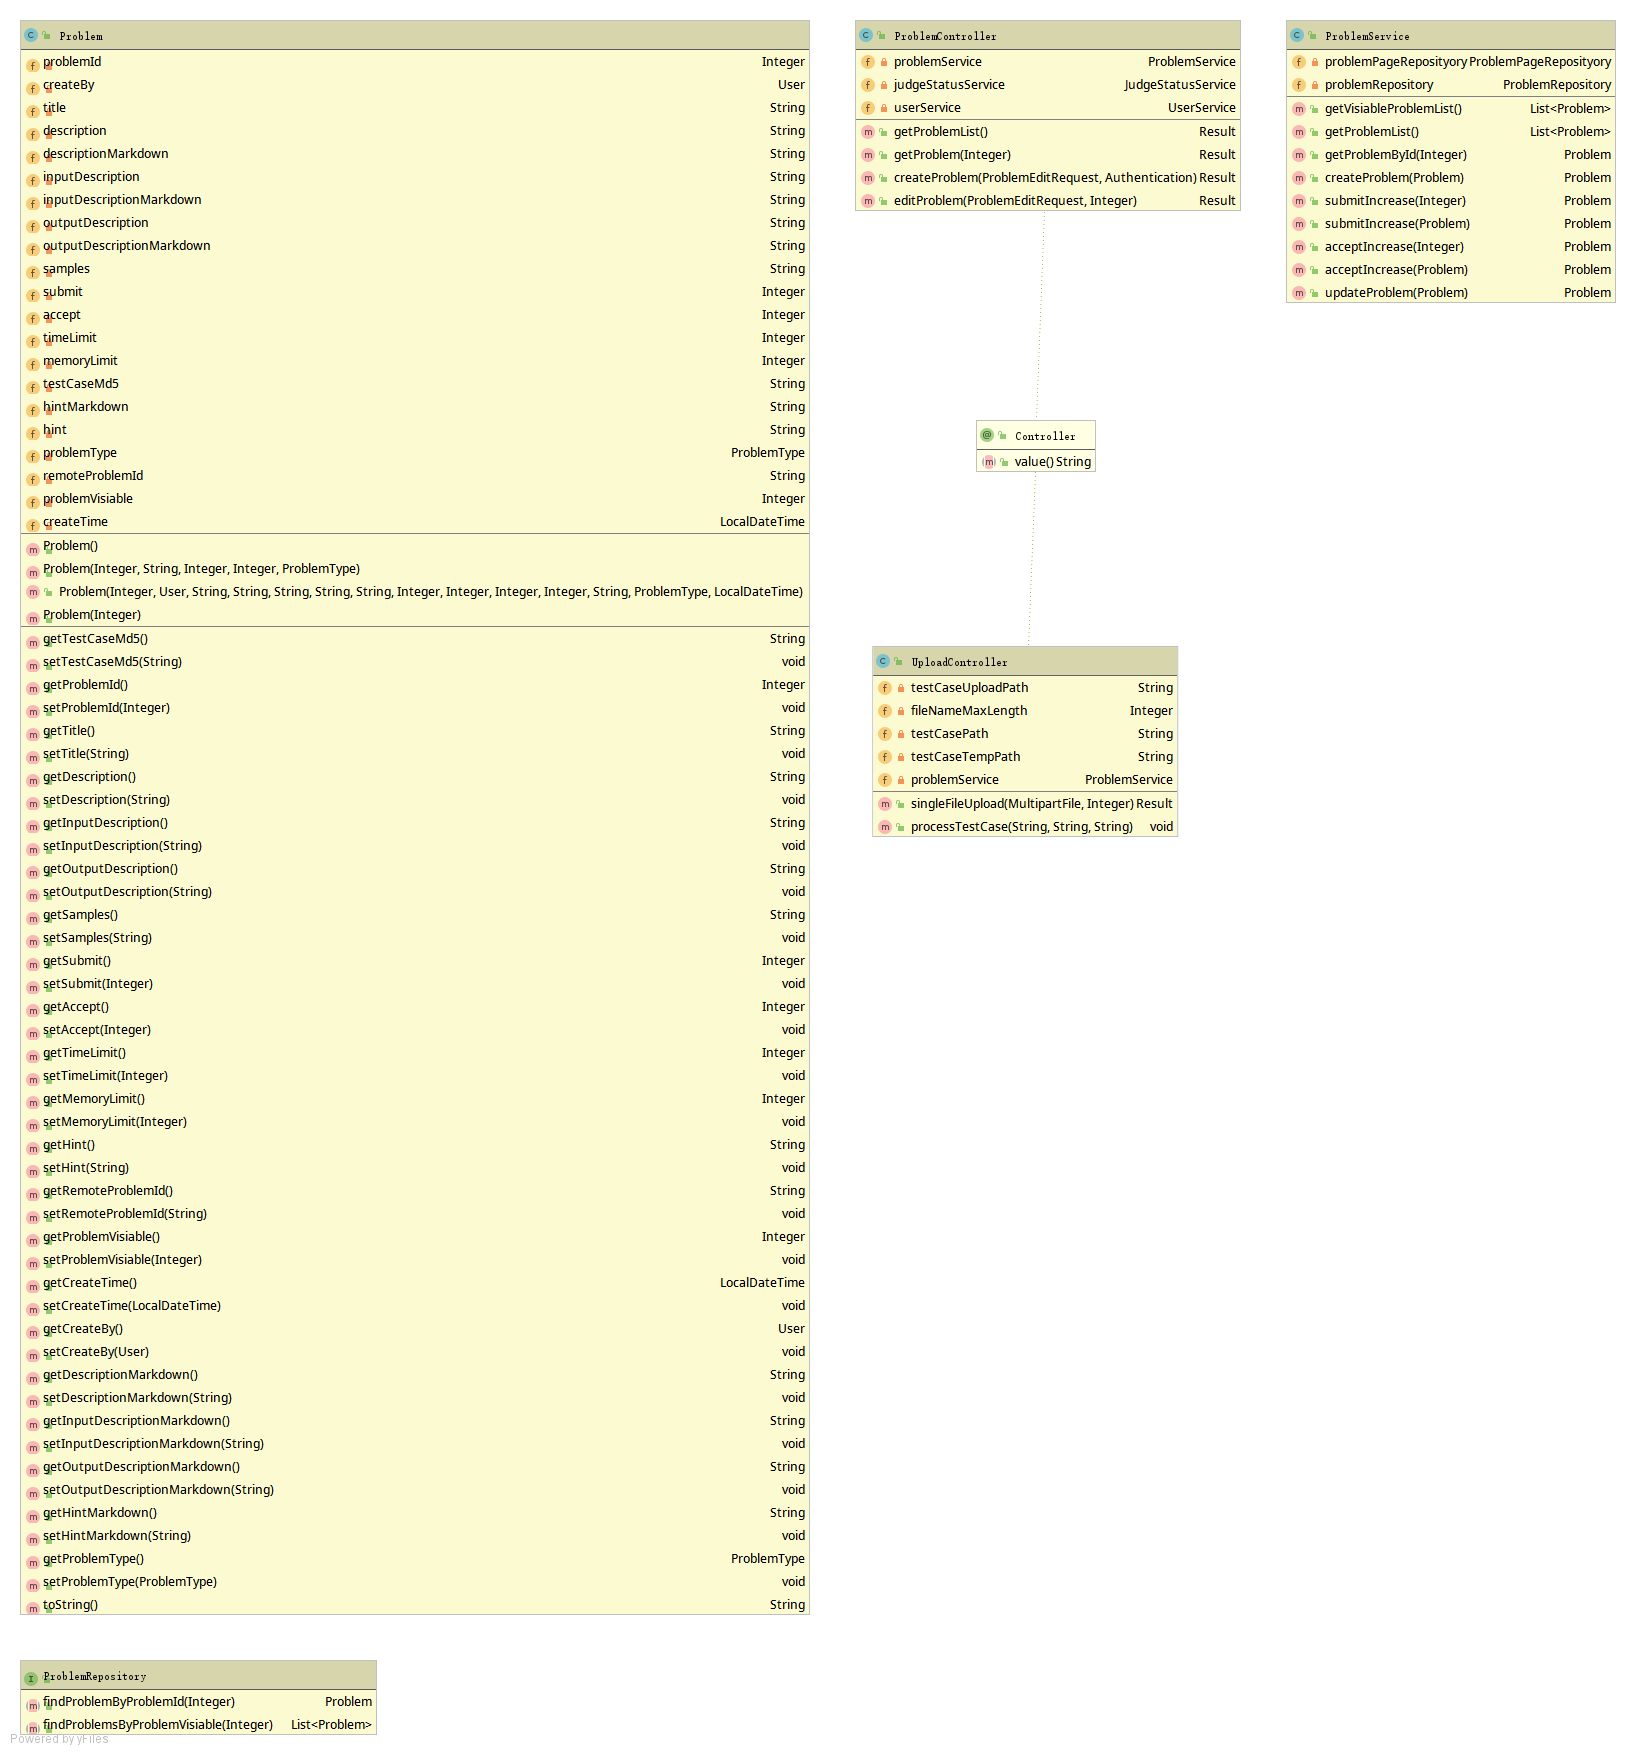 Problem
problemId Integer
createBy User
title String
description String
descriptionMarkdown String
inputDescription String
inputDescriptionMarkdown String
outputDescription String
outputDescriptionMarkdown String
samples String
submit Integer
accept Integer
timeLimit Integer
memoryLimit Integer
testCaseMd5 String
hintMarkdown String
hint String
problemType ProblemType
remoteProblemId String
problemVisiable Integer
createTime LocalDateTime
Problem()
Problem(Integer, String, Integer, Integer, ProblemType)
Problem(Integer, User, String, String, String, String, String, Integer, Integer, Integer, Integer, String, ProblemType, LocalDateTime)
Problem(Integer)
getTestCaseMd5() String
setTestCaseMd5(String) void
getProblemId() Integer
setProblemId(Integer) void
getTitle() String
setTitle(String) void
getDescription() String
setDescription(String) void
getInputDescription() String
setInputDescription(String) void
getOutputDescription() String
setOutputDescription(String) void
getSamples() String
setSamples(String) void
getSubmit() Integer
setSubmit(Integer) void
getAccept() Integer
setAccept(Integer) void
getTimeLimit() Integer
setTimeLimit(Integer) void
getMemoryLimit() Integer
setMemoryLimit(Integer) void
getHint() String
setHint(String) void
getRemoteProblemId() String
setRemoteProblemId(String) void
getProblemVisiable() Integer
setProblemVisiable(Integer) void
getCreateTime() LocalDateTime
setCreateTime(LocalDateTime) void
getCreateBy() User
setCreateBy(User) void
getDescriptionMarkdown() String
setDescriptionMarkdown(String) void
getInputDescriptionMarkdown() String
setInputDescriptionMarkdown(String) void
getOutputDescriptionMarkdown() String
setOutputDescriptionMarkdown(String) void
getHintMarkdown() String
setHintMarkdown(String) void
getProblemType() ProblemType
setProblemType(ProblemType) void
toString() String
ProblemController
problemService ProblemService
judgeStatusService JudgeStatusService
userService UserService
getProblemList() Result
getProblem(Integer) Result
createProblem(ProblemEditRequest, Authentication) Result
editProblem(ProblemEditRequest, Integer) Result
Controller
value() String
UploadController
testCaseUploadPath String
fileNameMaxLength Integer
testCasePath String
testCaseTempPath String
problemService ProblemService
singleFileUpload(MultipartFile, Integer) Result
processTestCase(String, String, String) void
ProblemService
problemPageReposityory ProblemPageReposityory
problemRepository ProblemRepository
getVisiableProblemList() List<Problem>
getProblemList() List<Problem>
getProblemById(Integer) Problem
createProblem(Problem) Problem
submitIncrease(Integer) Problem
submitIncrease(Problem) Problem
acceptIncrease(Integer) Problem
acceptIncrease(Problem) Problem
updateProblem(Problem) Problem
ProblemRepository
findProblemByProblemId(Integer) Problem
findProblemsByProblemVisiable(Integer) List<Problem>
Powered by yFiles